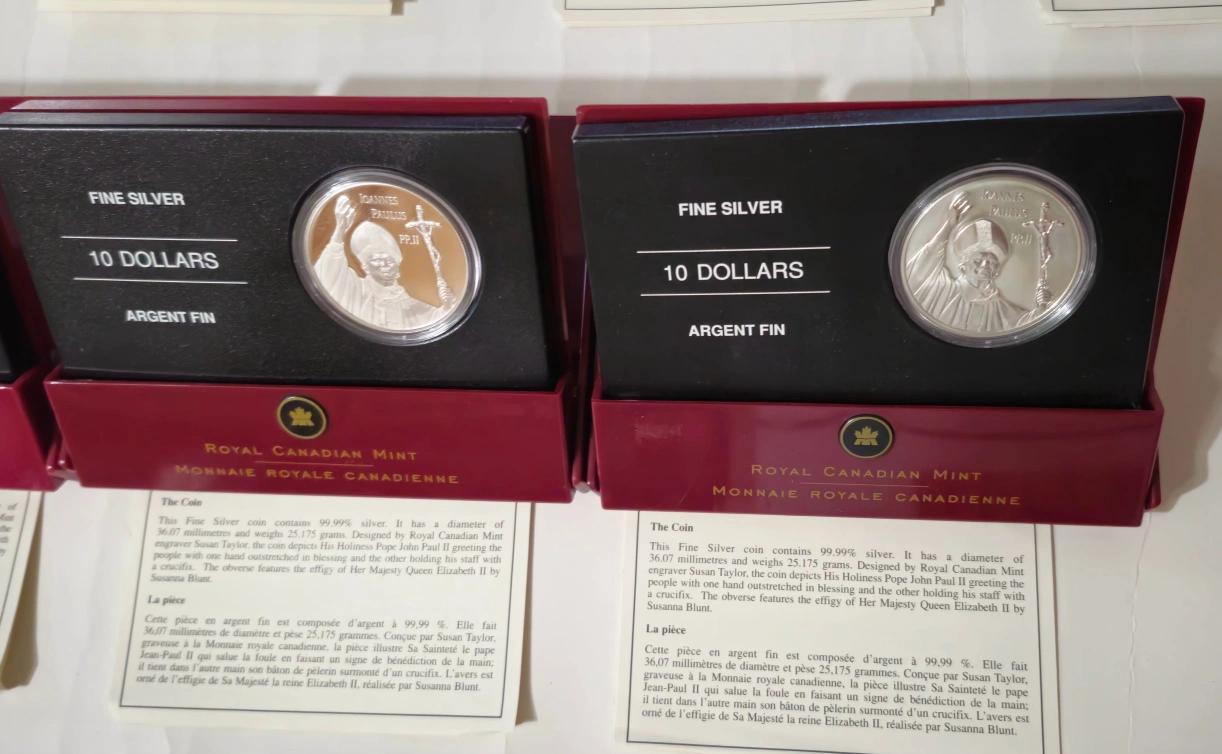 FINE SILVER
10 DOLLARS
ARGENT FIN
IOANNES
PAULUS
PP.II
ROYAL CANADIAN MINT
MONNAIE ROYALE CANADIENNE
The Coin
This Fine Silver coin contains 99.99% silver. It has a diameter of
36.07 millimetres and weighs 25.175 grams. Designed by Royal Canadian Mint
engraver Susan Taylor, the coin depicts His Holiness Pope John Paul II greeting the
people with one hand outstretched in blessing and the other holding his staff with
a crucifix. The obverse features the effigy of Her Majesty Queen Elizabeth II by
Susanna Blunt.
La pièce
Cette pièce en argent fin est composée d'argent à 99,99 %. Elle fait
36,07 millimètres de diamètre et pèse 25,175 grammes. Conçue par Susan Taylor,
graveuse à la Monnaie royale canadienne, la pièce illustre Sa Sainteté le pape
Jean-Paul II qui salue la foule en faisant un signe de bénédiction de la main;
il tient dans l'autre main son bâton de pèlerin surmonté d'un crucifix. L'avers est
orné de l'effigie de Sa Majesté la reine Elizabeth II, réalisée par Susanna Blunt.
FINE SILVER
10 DOLLARS
ARGENT FIN
IOANNES
PAULUS
PP.II
ROYAL CANADIAN MINT
MONNAIE ROYALE CANADIENNE
The Coin
This Fine Silver coin contains 99.99% silver. It has a diameter of
36.07 millimetres and weighs 25.175 grams. Designed by Royal Canadian Mint
engraver Susan Taylor, the coin depicts His Holiness Pope John Paul II greeting the
people with one hand outstretched in blessing and the other holding his staff with
a crucifix. The obverse features the effigy of Her Majesty Queen Elizabeth II by
Susanna Blunt.
La pièce
Cette pièce en argent fin est composée d'argent à 99,99 %. Elle fait
36,07 millimètres de diamètre et pèse 25,175 grammes. Conçue par Susan Taylor,
graveuse à la Monnaie royale canadienne, la pièce illustre Sa Sainteté le pape
Jean-Paul II qui salue la foule en faisant un signe de bénédiction de la main;
il tient dans l'autre main son bâton de pèlerin surmonté d'un crucifix. L'avers est
orné de l'effigie de Sa Majesté la reine Elizabeth II, réalisée par Susanna Blunt.